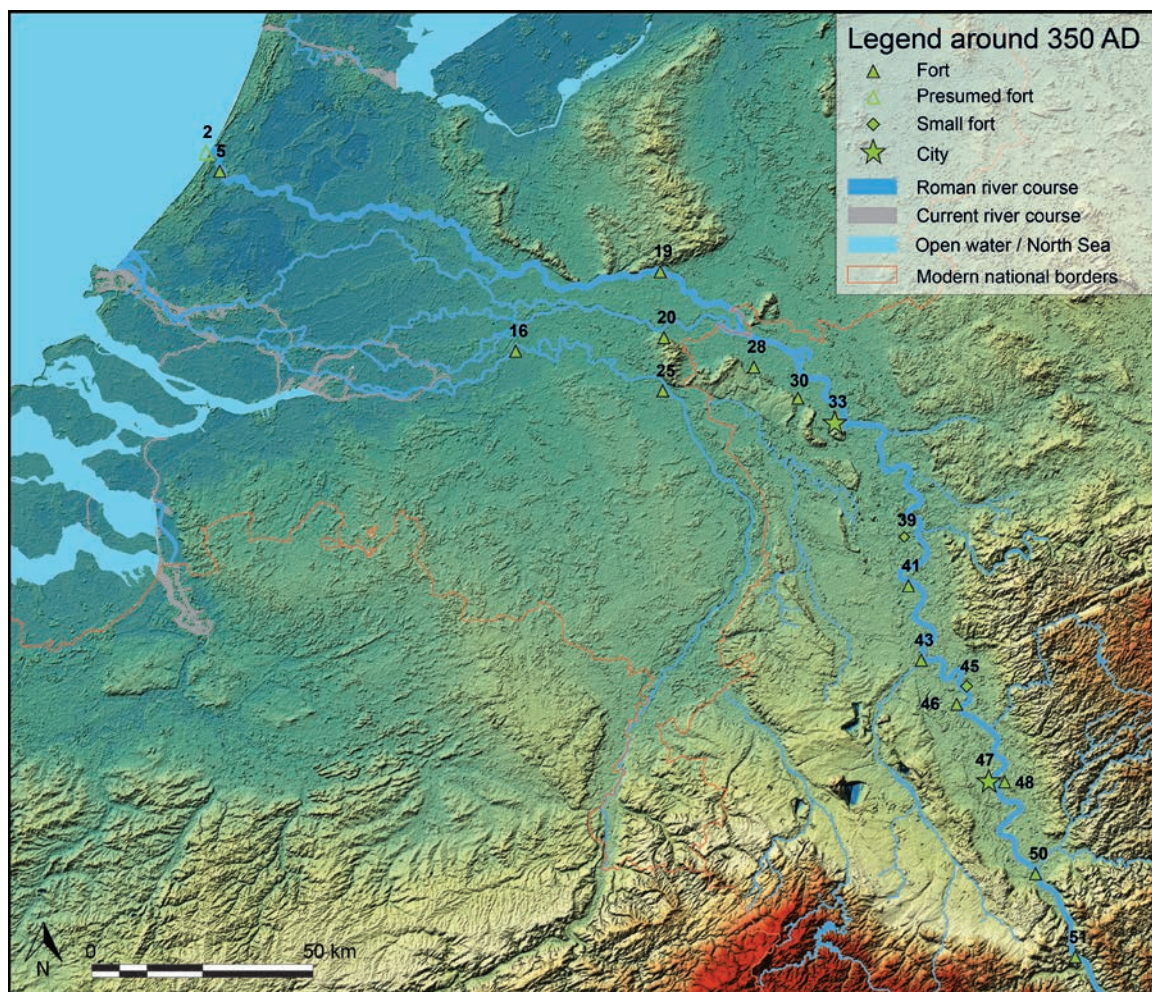 Legend around 350 AD
Fort
Presumed fort
Small fort
City
Roman river course
Current river course
Open water / North Sea
Modern national borders
2
5
19
20
16
28
25
30
33
39
41
43
45
46
47
48
50
51
0
50 km
N